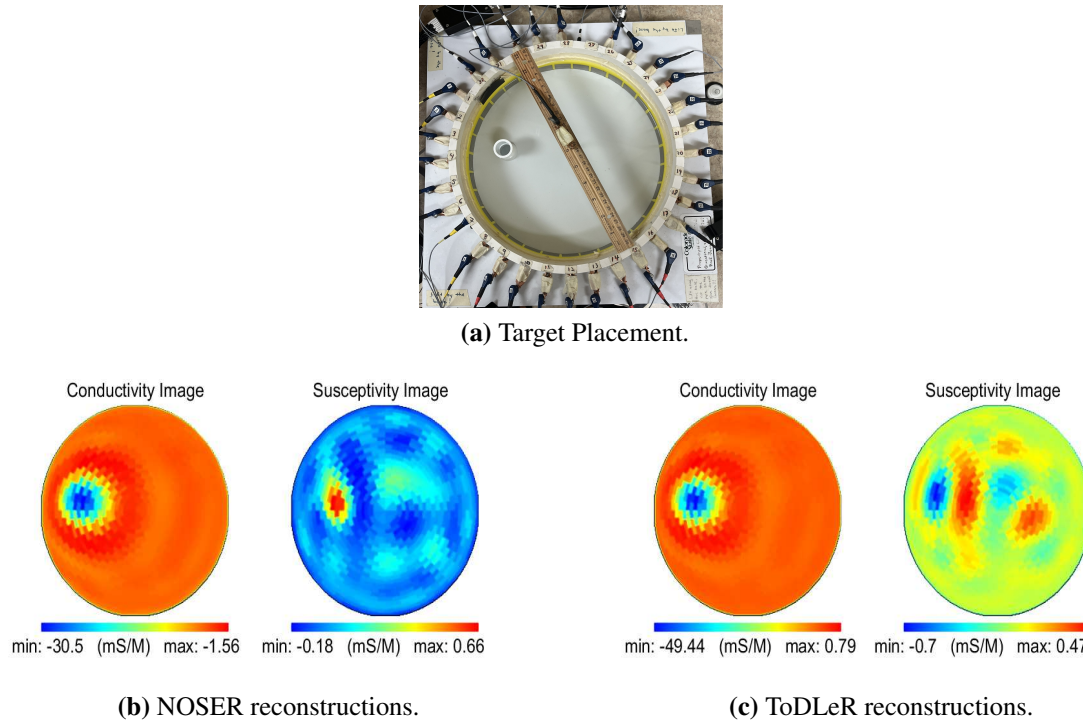 (a) Target Placement.
Conductivity Image
Susceptivity Image
Conductivity Image
Susceptivity Image
min: -30.5 (mS/M) max: -1.56
min: -0.18 (mS/M) max: 0.66
min: -49.44 (mS/M) max: 0.79
min: -0.7 (mS/M) max: 0.47
(b) NOSER reconstructions.
(c) ToDLeR reconstructions.